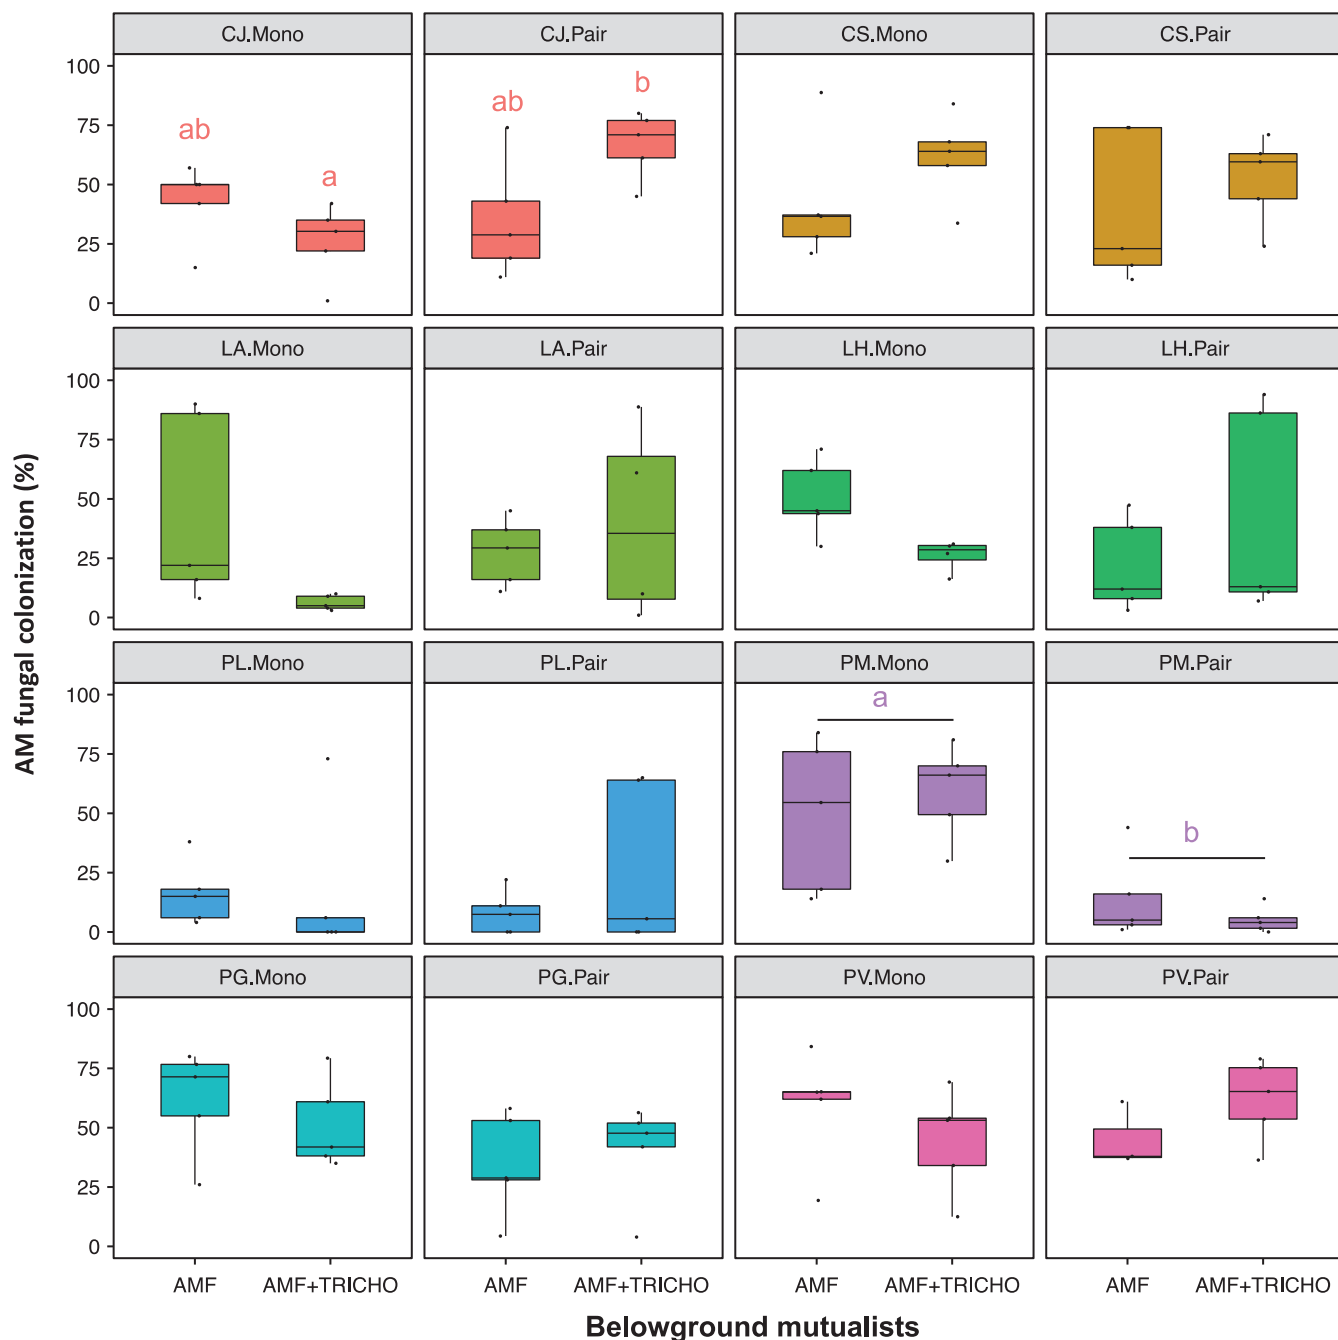 CJ.Mono CJ.Pair CS.Mono CS.Pair
100
75
50
25
0
ab a ab b
LA.Mono LA.Pair LH.Mono LH.Pair
100
75
50
25
0
PL.Mono PL.Pair PM.Mono PM.Pair
100
75
50
25
0
a b
PG.Mono PG.Pair PV.Mono PV.Pair
100
75
50
25
0
AMF AMF+TRICHO AMF AMF+TRICHO AMF AMF+TRICHO AMF AMF+TRICHO
AM fungal colonization (%)
Belowground mutualists